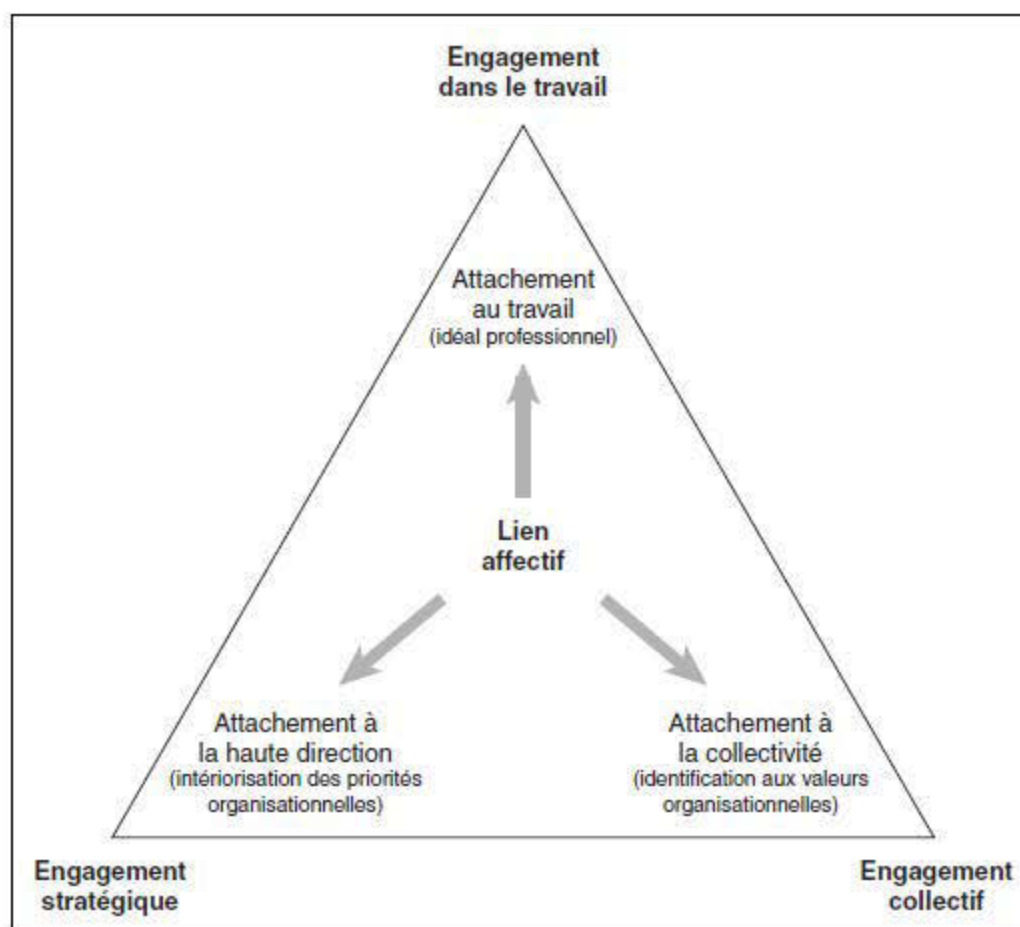 Engagement
dans le travail
Attachement
au travail
(idéal professionnel)
Lien
affectif
Attachement à
la haute direction
(intériorisation des priorités
organisationnelles)
Attachement à
la collectivité
(identification aux valeurs
organisationnelles)
Engagement
stratégique
Engagement
collectif